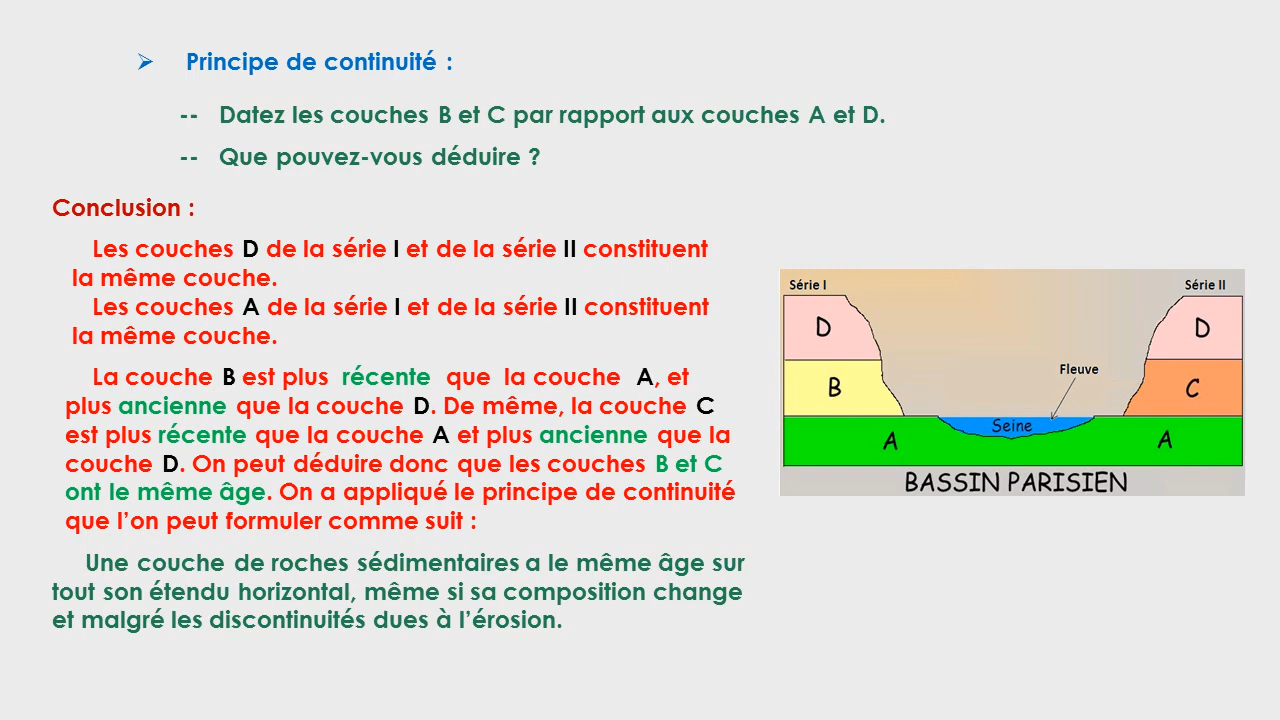 ➢ Principe de continuité :
-- Datez les couches B et C par rapport aux couches A et D.
-- Que pouvez-vous déduire ?
Conclusion :
Les couches D de la série I et de la série II constituent
la même couche.
Les couches A de la série I et de la série II constituent
la même couche.
La couche B est plus récente que la couche A, et
plus ancienne que la couche D. De même, la couche C
est plus récente que la couche A et plus ancienne que la
couche D. On peut déduire donc que les couches B et C
ont le même âge. On a appliqué le principe de continuité
que l’on peut formuler comme suit :
Une couche de roches sédimentaires a le même âge sur
tout son étendu horizontal, même si sa composition change
et malgré les discontinuités dues à l’érosion.
Série I Série II
D D
Fleuve
B C
Seine
A A
BASSIN PARISIEN